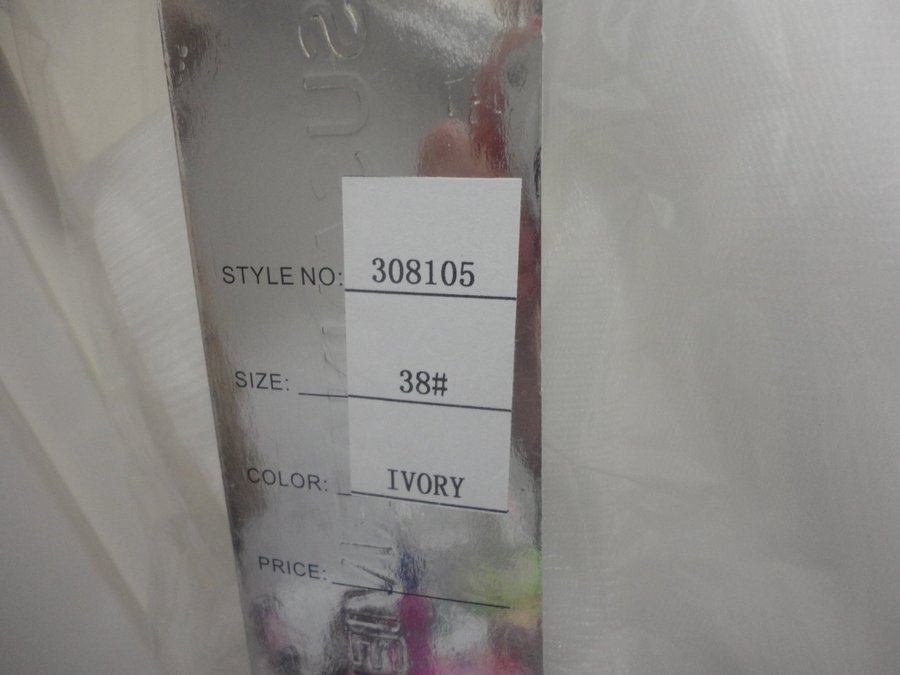 STYLE NO: 308105
SIZE: 38#
COLOR: IVORY
PRICE: